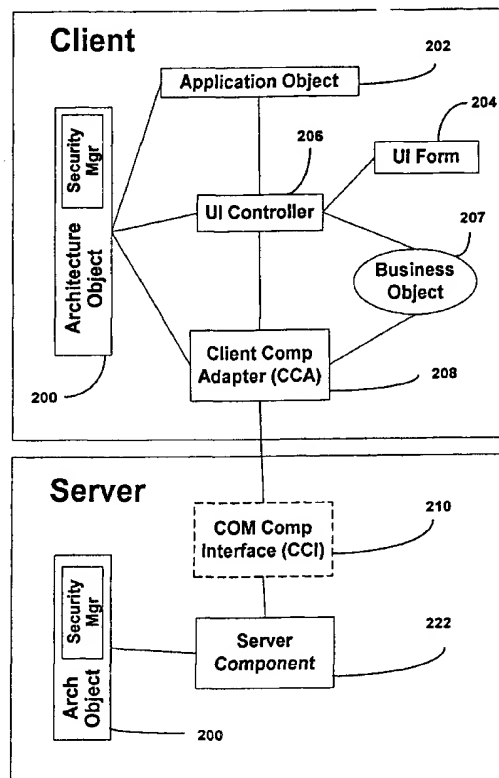 Client
Application Object
202
204
206
UI Form
Security
Mgr
UI Controller
207
Business
Object
Architecture
Object
Client Comp
Adapter (CCA)
200
208
Server
COM Comp
Interface (CCI)
210
Security
Mgr
Server
Component
222
Arch
Object
200